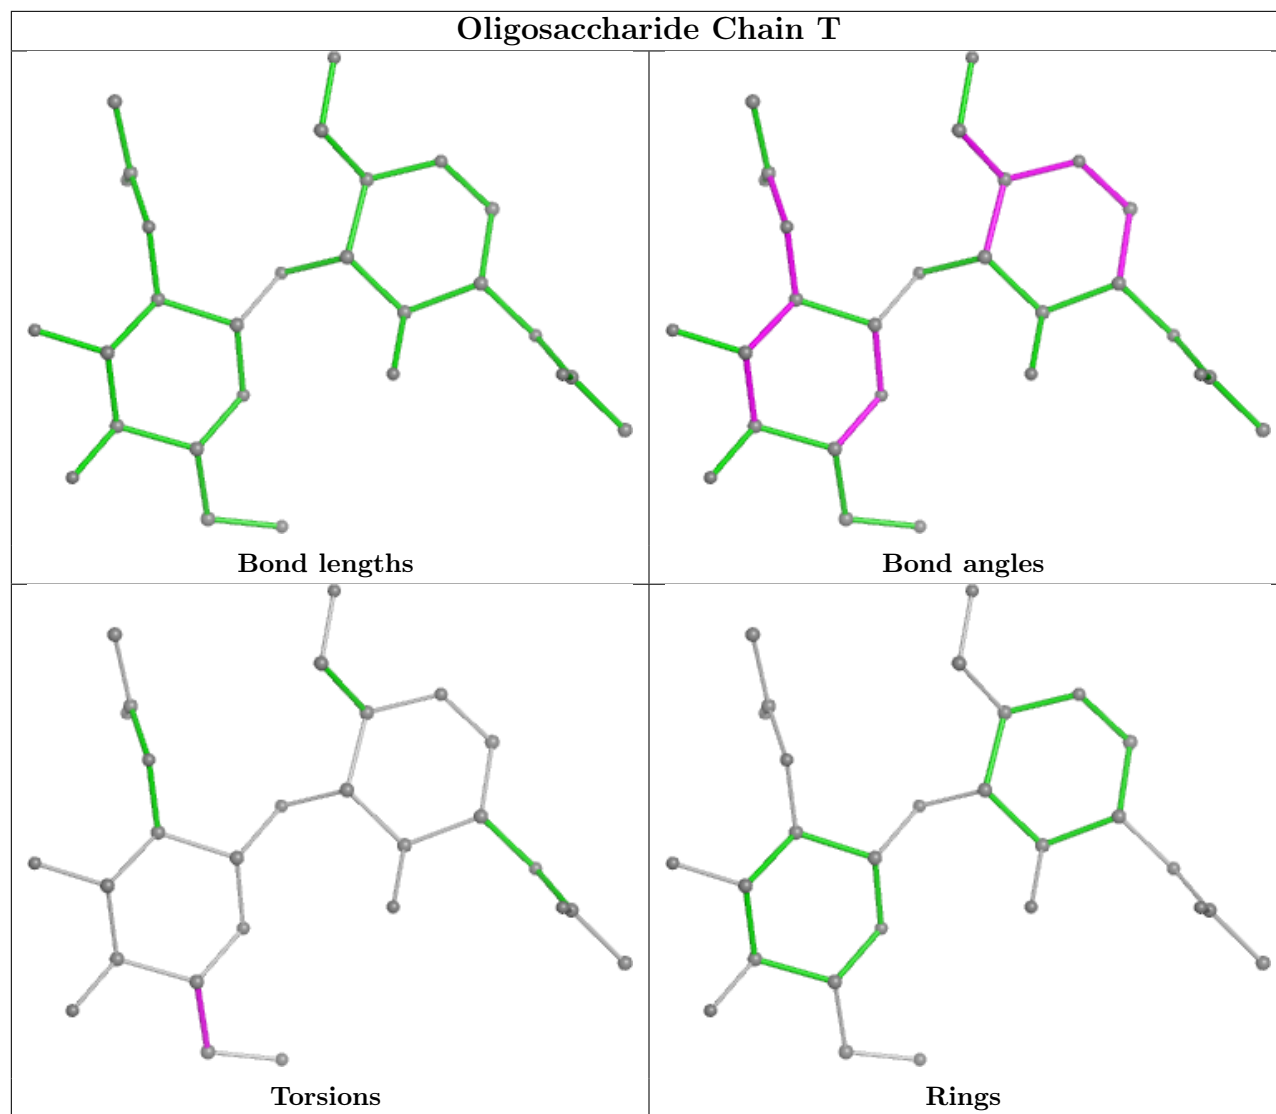 Oligosaccharide Chain T
Bond lengths
Bond angles
Torsions
Rings